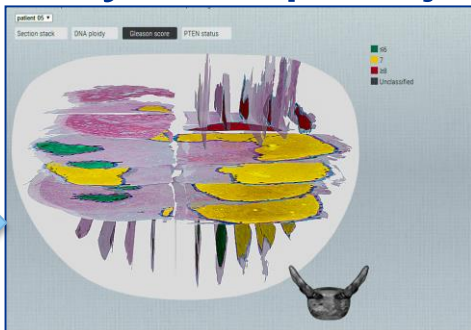 patient 05
Section stack DNA ploidy Gleason score PTEN status
≤6
7
≥8
Unclassified